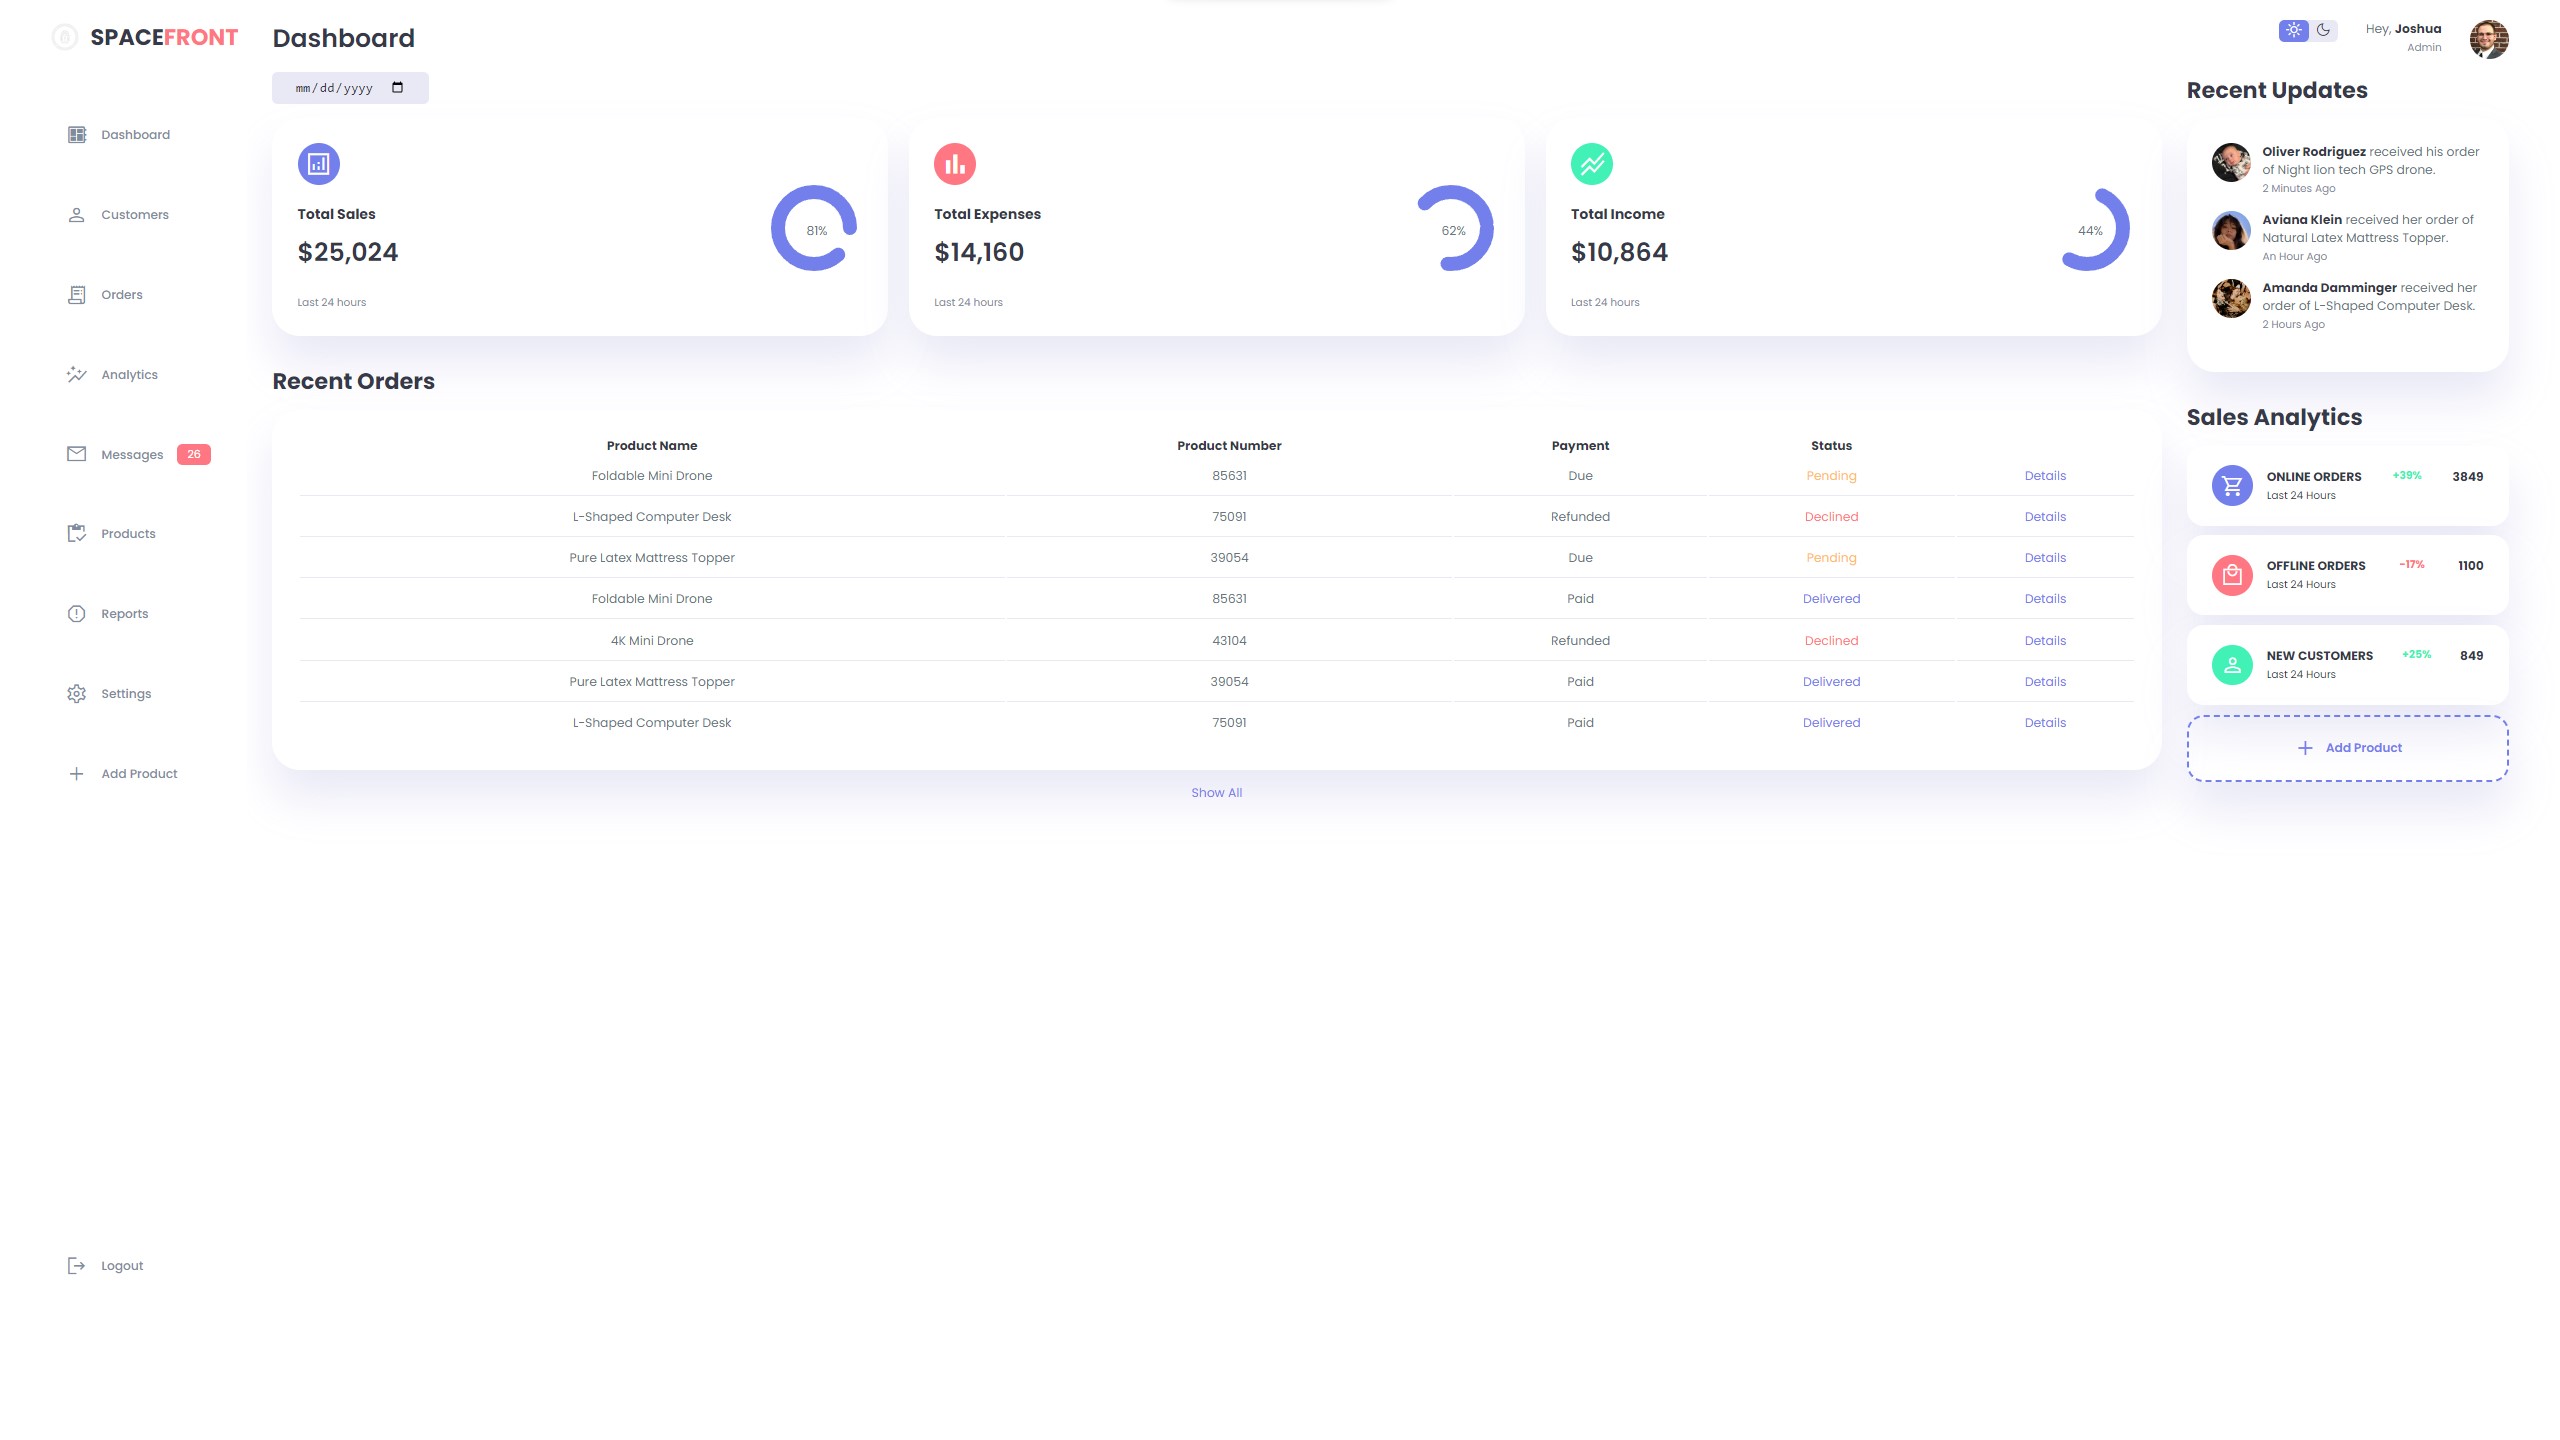 SPACEFRONT
Dashboard
Customers
Orders
Analytics
Messages 26
Products
Reports
Settings
Add Product
Logout
Dashboard
mm/dd/yyyy
Total Sales
$25,024
81%
Last 24 hours
Total Expenses
$14,160
62%
Last 24 hours
Total Income
$10,864
44%
Last 24 hours
Recent Orders
Product Name Product Number Payment Status
Foldable Mini Drone 85631 Due Pending Details
L-Shaped Computer Desk 75091 Refunded Declined Details
Pure Latex Mattress Topper 39054 Due Pending Details
Foldable Mini Drone 85631 Paid Delivered Details
4K Mini Drone 43104 Refunded Declined Details
Pure Latex Mattress Topper 39054 Paid Delivered Details
L-Shaped Computer Desk 75091 Paid Delivered Details
Show All
Hey, Joshua
Admin
Recent Updates
Oliver Rodriguez received his order
of Night lion tech GPS drone.
2 Minutes Ago
Aviana Klein received her order of
Natural Latex Mattress Topper.
An Hour Ago
Amanda Damminger received her
order of L-Shaped Computer Desk.
2 Hours Ago
Sales Analytics
ONLINE ORDERS +39% 3849
Last 24 Hours
OFFLINE ORDERS -17% 1100
Last 24 Hours
NEW CUSTOMERS +25% 849
Last 24 Hours
Add Product